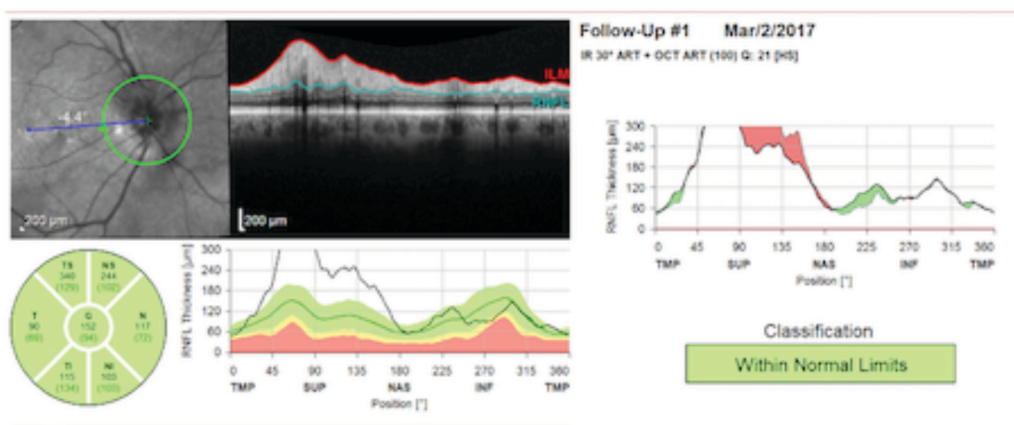 Follow-Up #1 Mar/2/2017
IR 30° ART + OCT ART (100) Q: 21 [HS]
-4.4°
ILM
RNFL
200 µm
200 µm
TS
340
(129)
NS
244
(102)
T
90
N
117
(72)
G
152
(94)
TI
115
(134)
NI
103
(103)
RNFL Thickness [µm]
300
240
180
120
60
0
0 45 90 135 180 225 270 315 360
TMP SUP NAS INF TMP
Position [°]
RNFL Thickness [µm]
300
240
180
120
60
0
0 45 90 135 180 225 270 315 360
TMP SUP NAS INF TMP
Position [°]
Classification
Within Normal Limits